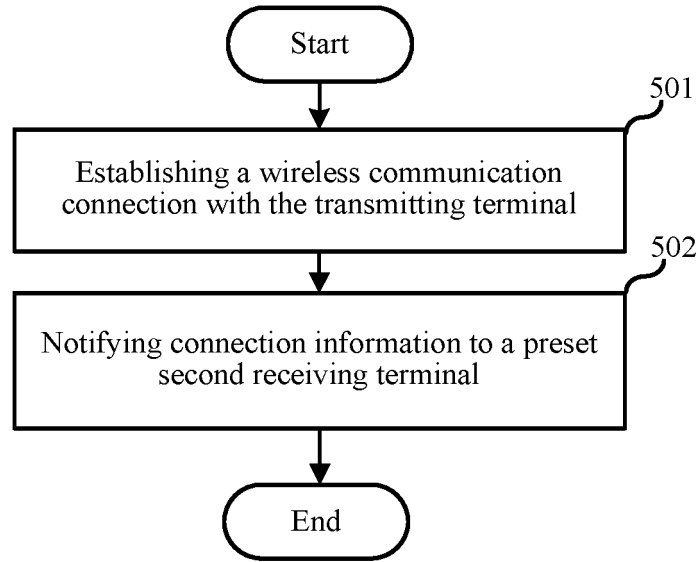 Start
501
Establishing a wireless communication
connection with the transmitting terminal
502
Notifying connection information to a preset
second receiving terminal
End